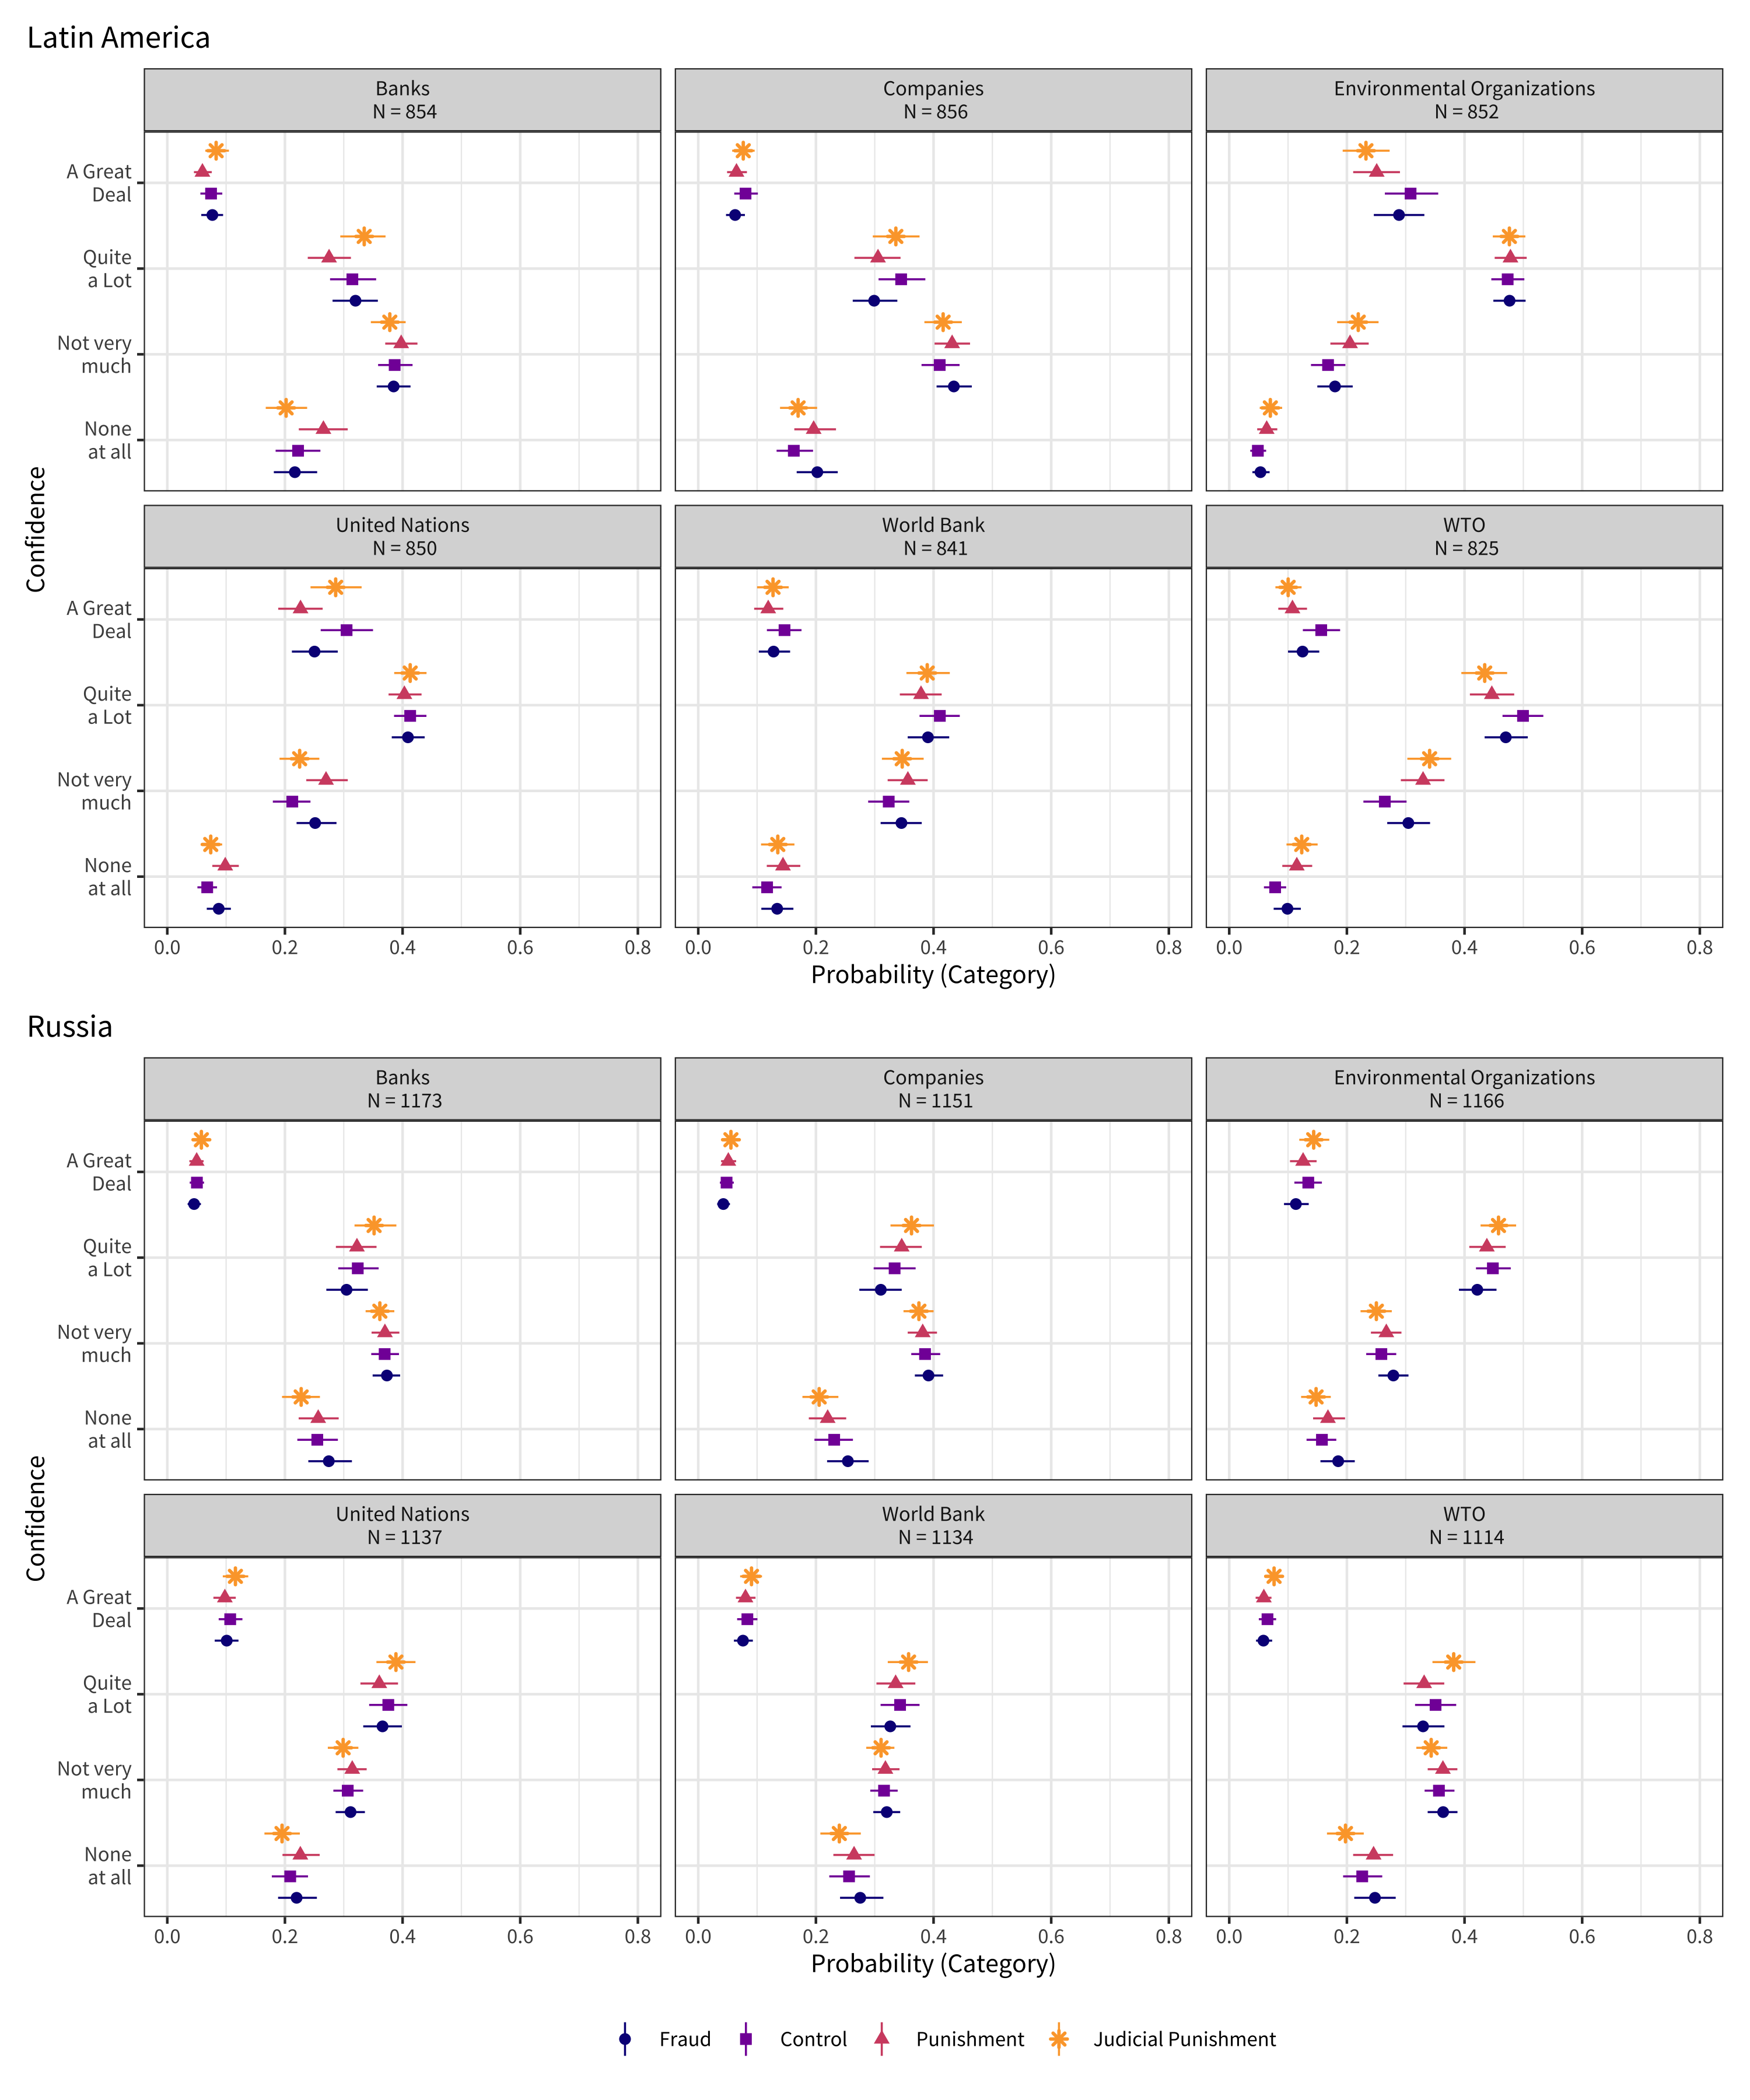 Latin America
Banks
N = 854
Companies
N = 856
Environmental Organizations
N = 852
A Great
Deal
Quite
a Lot
Not very
much
None
at all
Confidence
United Nations
N = 850
World Bank
N = 841
WTO
N = 825
A Great
Deal
Quite
a Lot
Not very
much
None
at all
0.0 0.2 0.4 0.6 0.8
0.0 0.2 0.4 0.6 0.8
0.0 0.2 0.4 0.6 0.8
Probability (Category)
Russia
Banks
N = 1173
Companies
N = 1151
Environmental Organizations
N = 1166
A Great
Deal
Quite
a Lot
Not very
much
None
at all
Confidence
United Nations
N = 1137
World Bank
N = 1134
WTO
N = 1114
A Great
Deal
Quite
a Lot
Not very
much
None
at all
0.0 0.2 0.4 0.6 0.8
0.0 0.2 0.4 0.6 0.8
0.0 0.2 0.4 0.6 0.8
Probability (Category)
Fraud Control Punishment Judicial Punishment